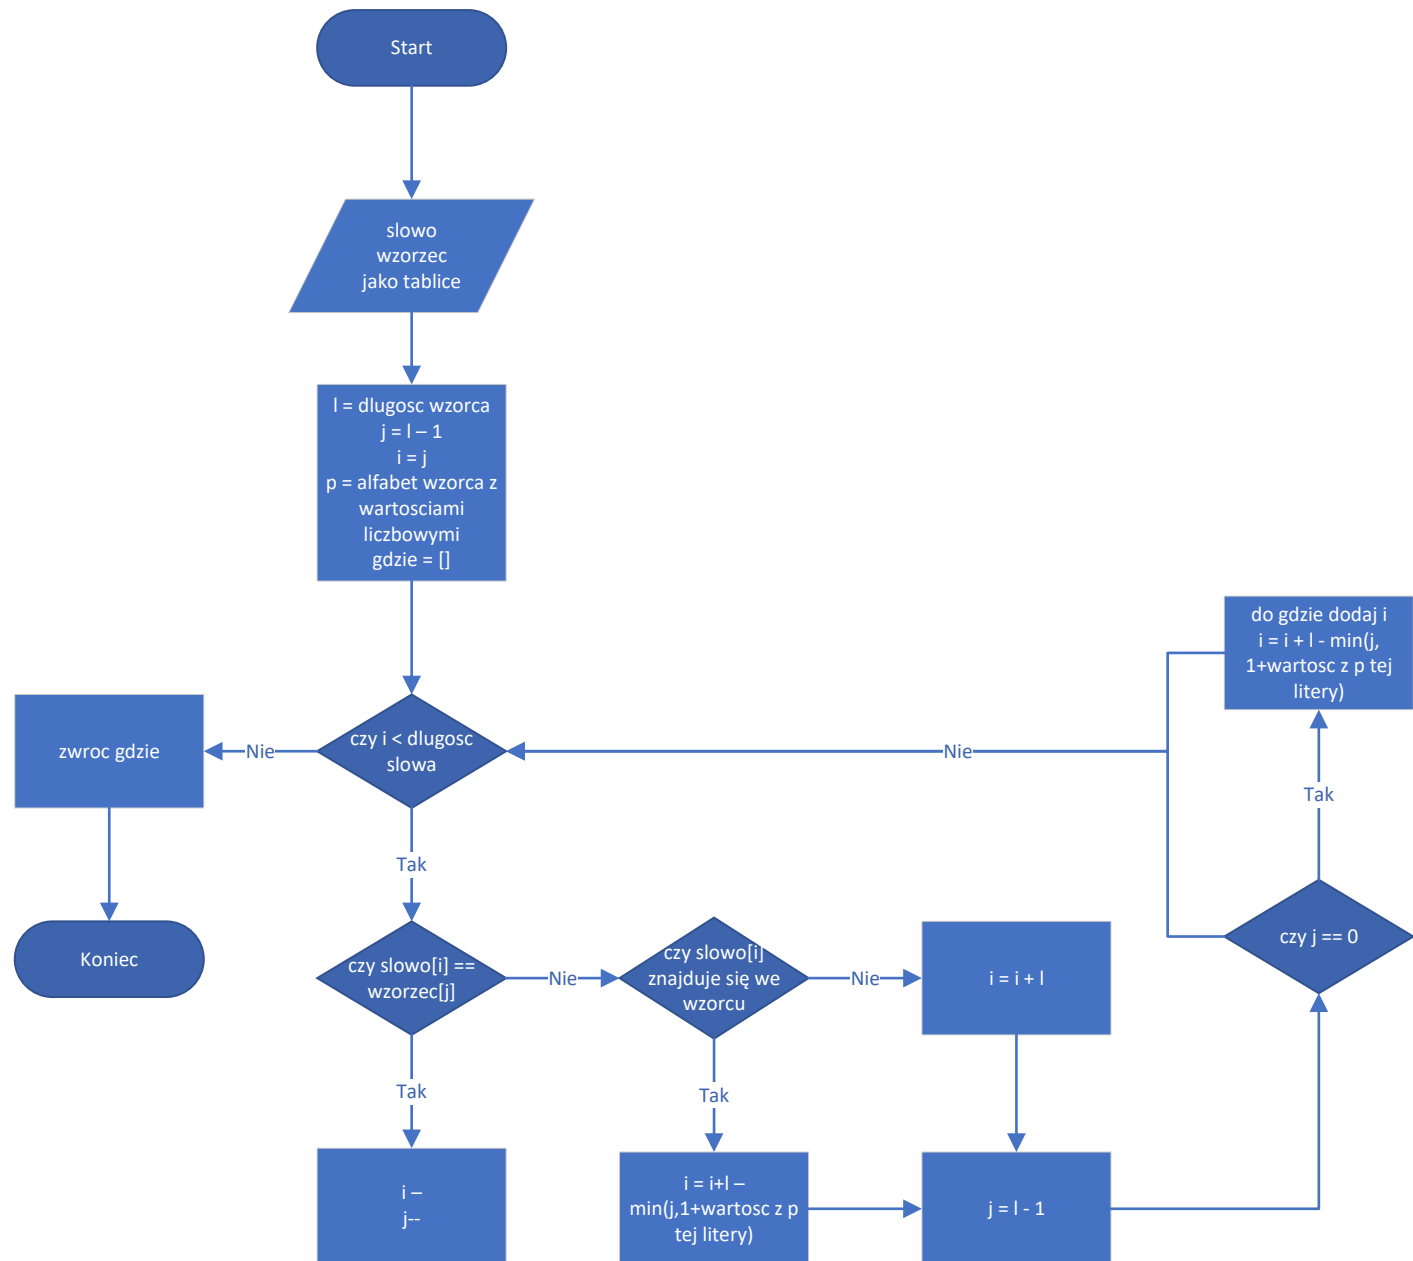 Start
slowo
wzorzec
jako tablice
l = dlugosc wzorca
j = l – 1
i = j
p = alfabet wzorca z
wartosciami
liczbowymi
gdzie = []
do gdzie dodaj i
i = i + l - min(j,
1+wartosc z p tej
litery)
zwroc gdzie
Nie
czy i < dlugosc
slowa
Nie
Tak
Tak
Koniec
czy slowo[i] ==
wzorzec[j]
Nie
czy slowo[i]
znajduje się we
wzorcu
Nie
i = i + l
czy j == 0
Tak
Tak
i –
j--
i = i+l –
min(j,1+wartosc z p
tej litery)
j = l - 1